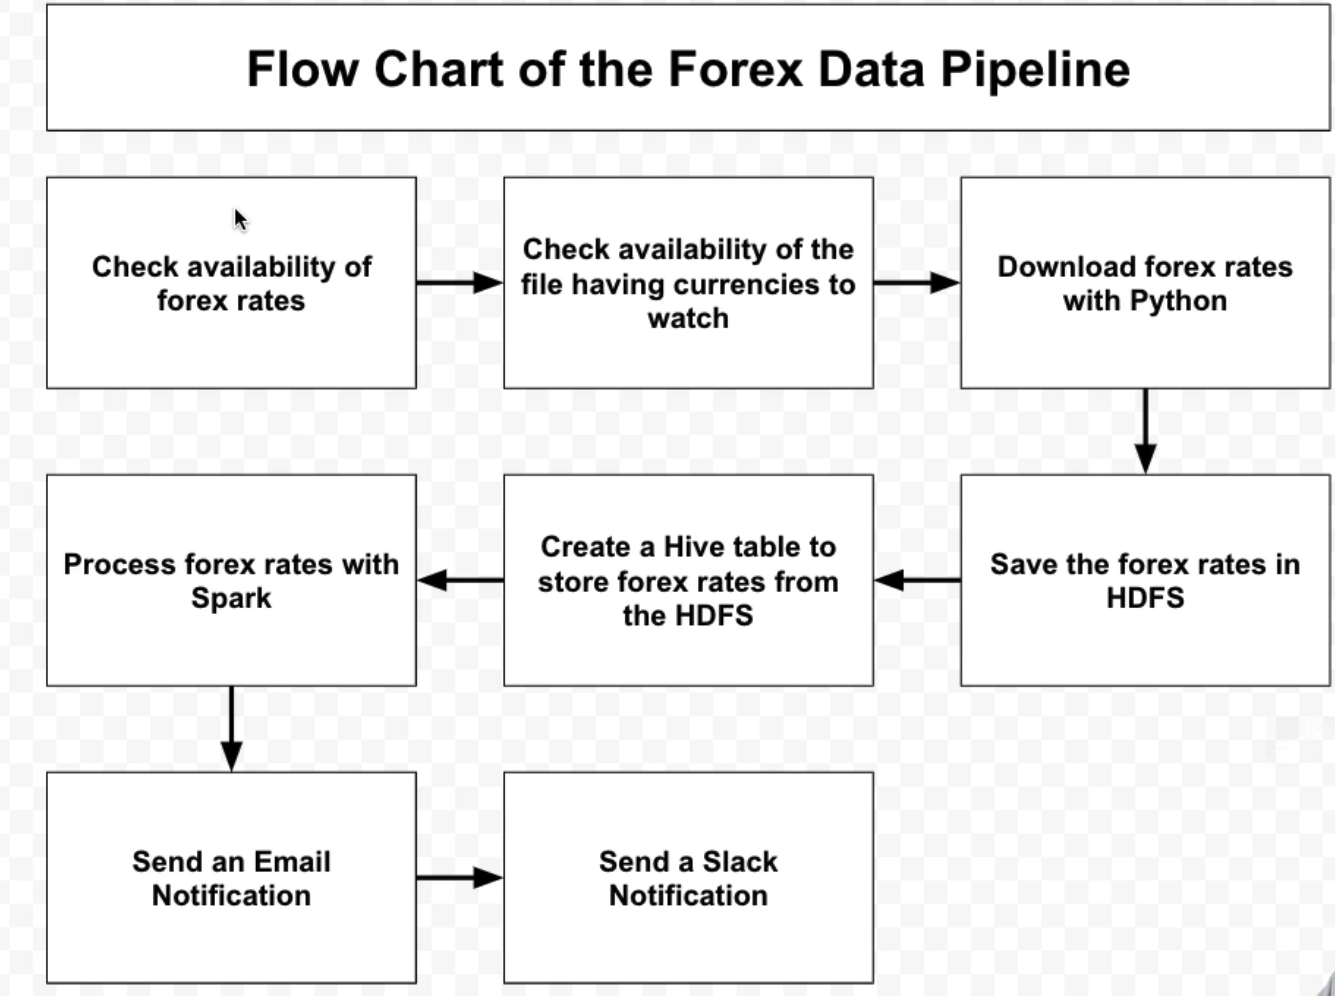 Flow Chart of the Forex Data Pipeline
Check availability of
forex rates
Check availability of the
file having currencies to
watch
Download forex rates
with Python
Save the forex rates in
HDFS
Create a Hive table to
store forex rates from
the HDFS
Process forex rates with
Spark
Send an Email
Notification
Send a Slack
Notification